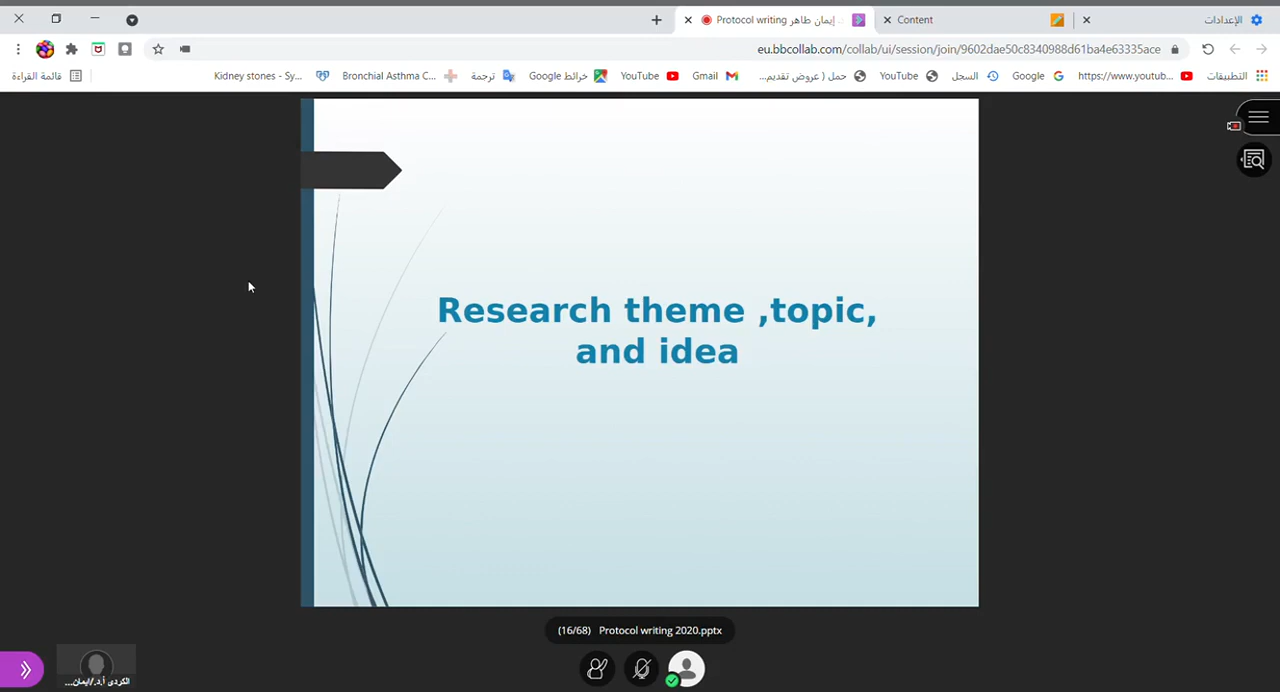 Protocol writing إيمان طاهر .د
Content
الإعدادات
eu.bbcollab.com/collab/ui/session/join/9602dae50c8340988d61ba4e63335ace
قائمة القراءة
Kidney stones - Sy...
Bronchial Asthma C...
ترجمة
خرائط Google
YouTube
Gmail
حمل ( عروض تقديم...
YouTube
السجل
Google
https://www.youtub...
التطبيقات
Research theme ,topic,
and idea
(16/68) Protocol writing 2020.pptx
الكردى أ.د./ايمان...